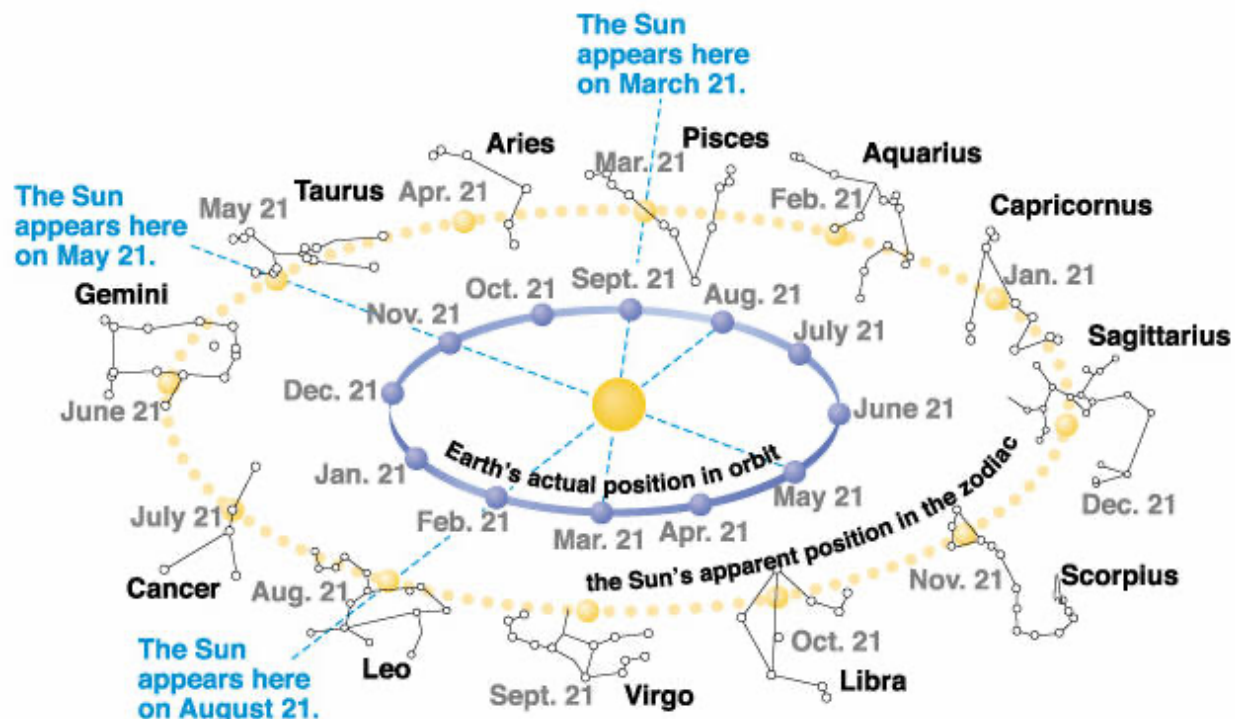 The Sun
appears here
on March 21.
Aries
Pisces
Aquarius
Mar. 21
Taurus
Apr. 21
Feb. 21
Capricornus
The Sun
appears here
on May 21.
May 21
Jan. 21
Gemini
Sept. 21
Oct. 21
Aug. 21
Nov. 21
July 21
Sagittarius
Dec. 21
June 21
June 21
Earth's actual position in orbit
Jan. 21
May 21
Feb. 21
Mar. 21
Apr. 21
Dec. 21
July 21
the Sun's apparent position in the zodiac
Cancer
Aug. 21
Nov. 21
Scorpius
The Sun
appears here
on August 21.
Leo
Sept. 21
Virgo
Oct. 21
Libra